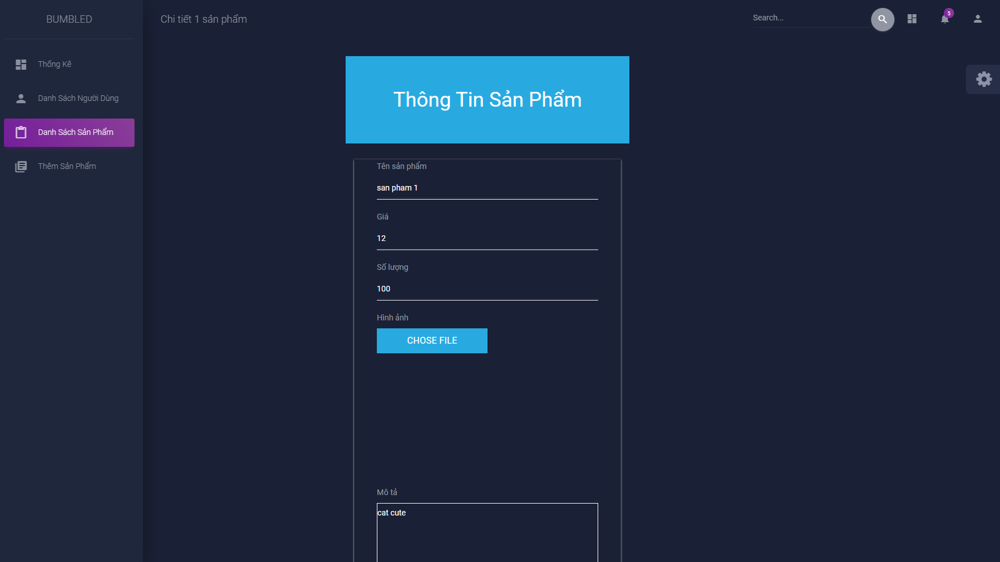 BUMBLED
Thống Kê
Danh Sách Người Dùng
Danh Sách Sản Phẩm
Thêm Sản Phẩm
Chi tiết 1 sản phẩm
Search...
5
Thông Tin Sản Phẩm
Tên sản phẩm
san pham 1
Giá
12
Số lượng
100
Hình ảnh
CHOSE FILE
Mô tả
cat cute